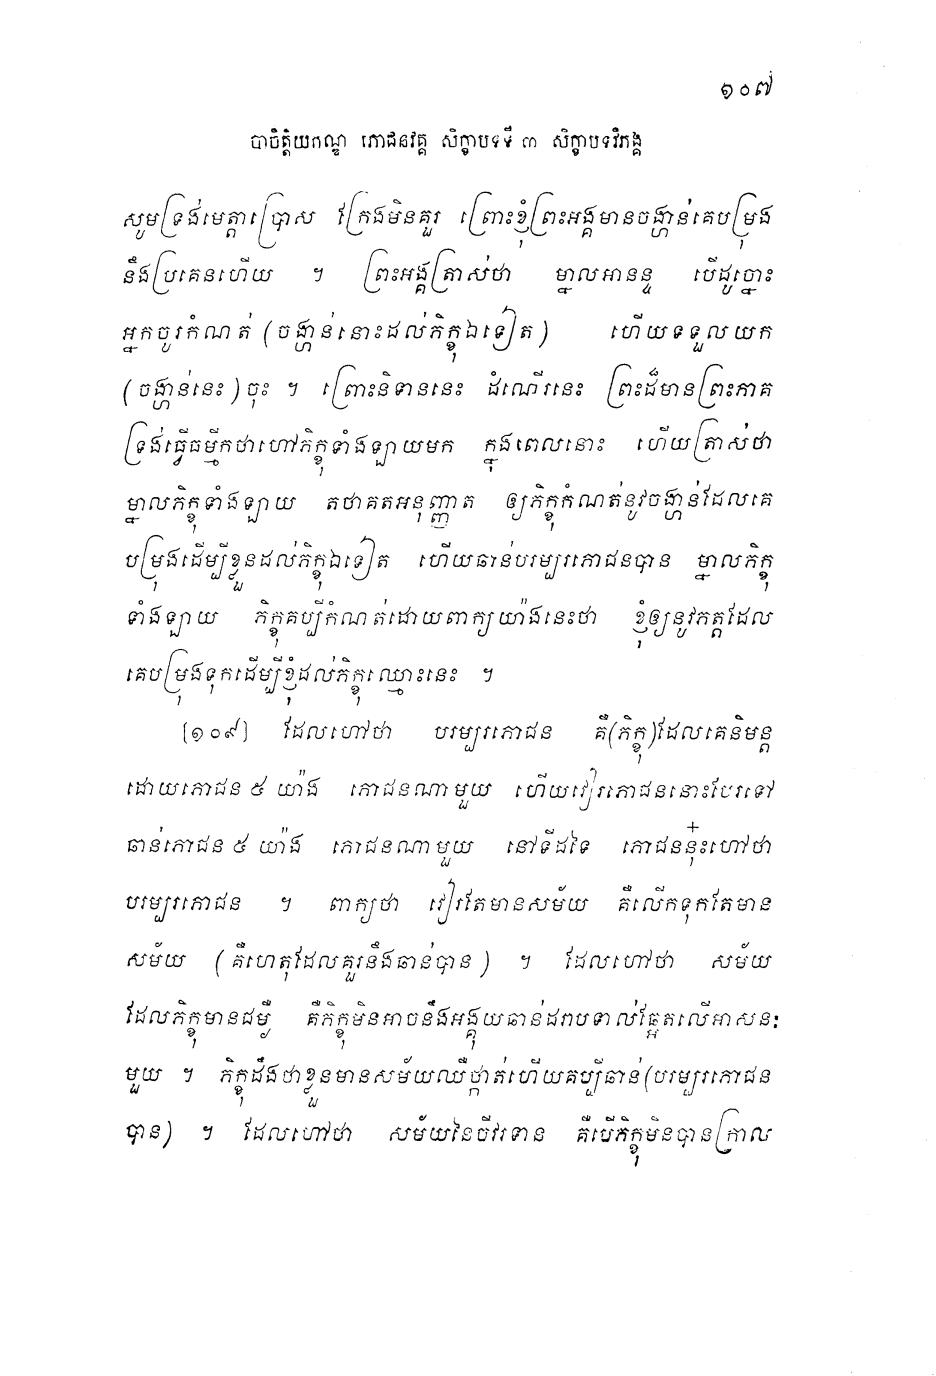 ១០៧
បាចិត្តិយកណ្ឌ ភោជនវគ្គ សិក្ខាបទទី ៣ សិក្ខាបទវិភង្គ
សូមទ្រង់មេត្តាប្រោស ក្រែងមិនគួរ ព្រោះខ្ញុំព្រះអង្គមានចង្ហាន់គេបម្រុង
នឹងប្រគេនហើយ ។ ព្រះអង្គត្រាស់ថា ម្នាលអានន្ទ បើដូច្នោះ
អ្នកចូរកំណត់ (ចង្ហាន់នោះដល់ភិក្ខុឯទៀត) ហើយទទួលយក
(ចង្ហាន់នេះ) ចុះ ។ ព្រោះនិទាននេះ ដំណើរនេះ ព្រះដ៏មានព្រះភាគ
ទ្រង់ធ្វើធម្មីកថាហៅភិក្ខុទាំងឡាយមក ក្នុងពេលនោះ ហើយត្រាស់ថា
ម្នាលភិក្ខុទាំងឡាយ តថាគតអនុញ្ញាត ឲ្យភិក្ខុកំណត់នូវចង្ហាន់ដែលគេ
បម្រុងដើម្បីខ្លួនដល់ភិក្ខុឯទៀត ហើយឆាន់បរម្បរភោជនបាន ម្នាលភិក្ខុ
ទាំងឡាយ ភិក្ខុគប្បីកំណត់ដោយពាក្យយ៉ាងនេះថា ខ្ញុំឲ្យនូវភត្តដែល
គេបម្រុងទុកដើម្បីខ្ញុំដល់ភិក្ខុឈ្មោះនេះ ។
[១០៩] ដែលហៅថា បរម្បរភោជន គឺ(ភិក្ខុ)ដែលគេនិមន្ត
ដោយភោជន ៥ យ៉ាង ភោជនណាមួយ ហើយវៀរភោជននោះបែរទៅ
ឆាន់ភោជន ៥ យ៉ាង ភោជនណាមួយ នៅទីដទៃ ភោជននុ៎ះហៅថា
បរម្បរភោជន ។ ពាក្យថា វៀរតែមានសម័យ គឺលើកទុកតែមាន
សម័យ (គឺហេតុដែលគួរនឹងឆាន់បាន) ។ ដែលហៅថា សម័យ
ដែលភិក្ខុមានជម្ងឺ គឺភិក្ខុមិនអាចនឹងអង្គុយឆាន់ដរាបទាល់ឆ្អែតលើអាសនៈ
មួយ ។ ភិក្ខុដឹងថាខ្លួនមានសម័យឈឺថ្កាត់ហើយគប្បីឆាន់(បរម្បរភោជន
បាន) ។ ដែលហៅថា សម័យនៃចីវរទាន គឺបើភិក្ខុមិនបានក្រាល